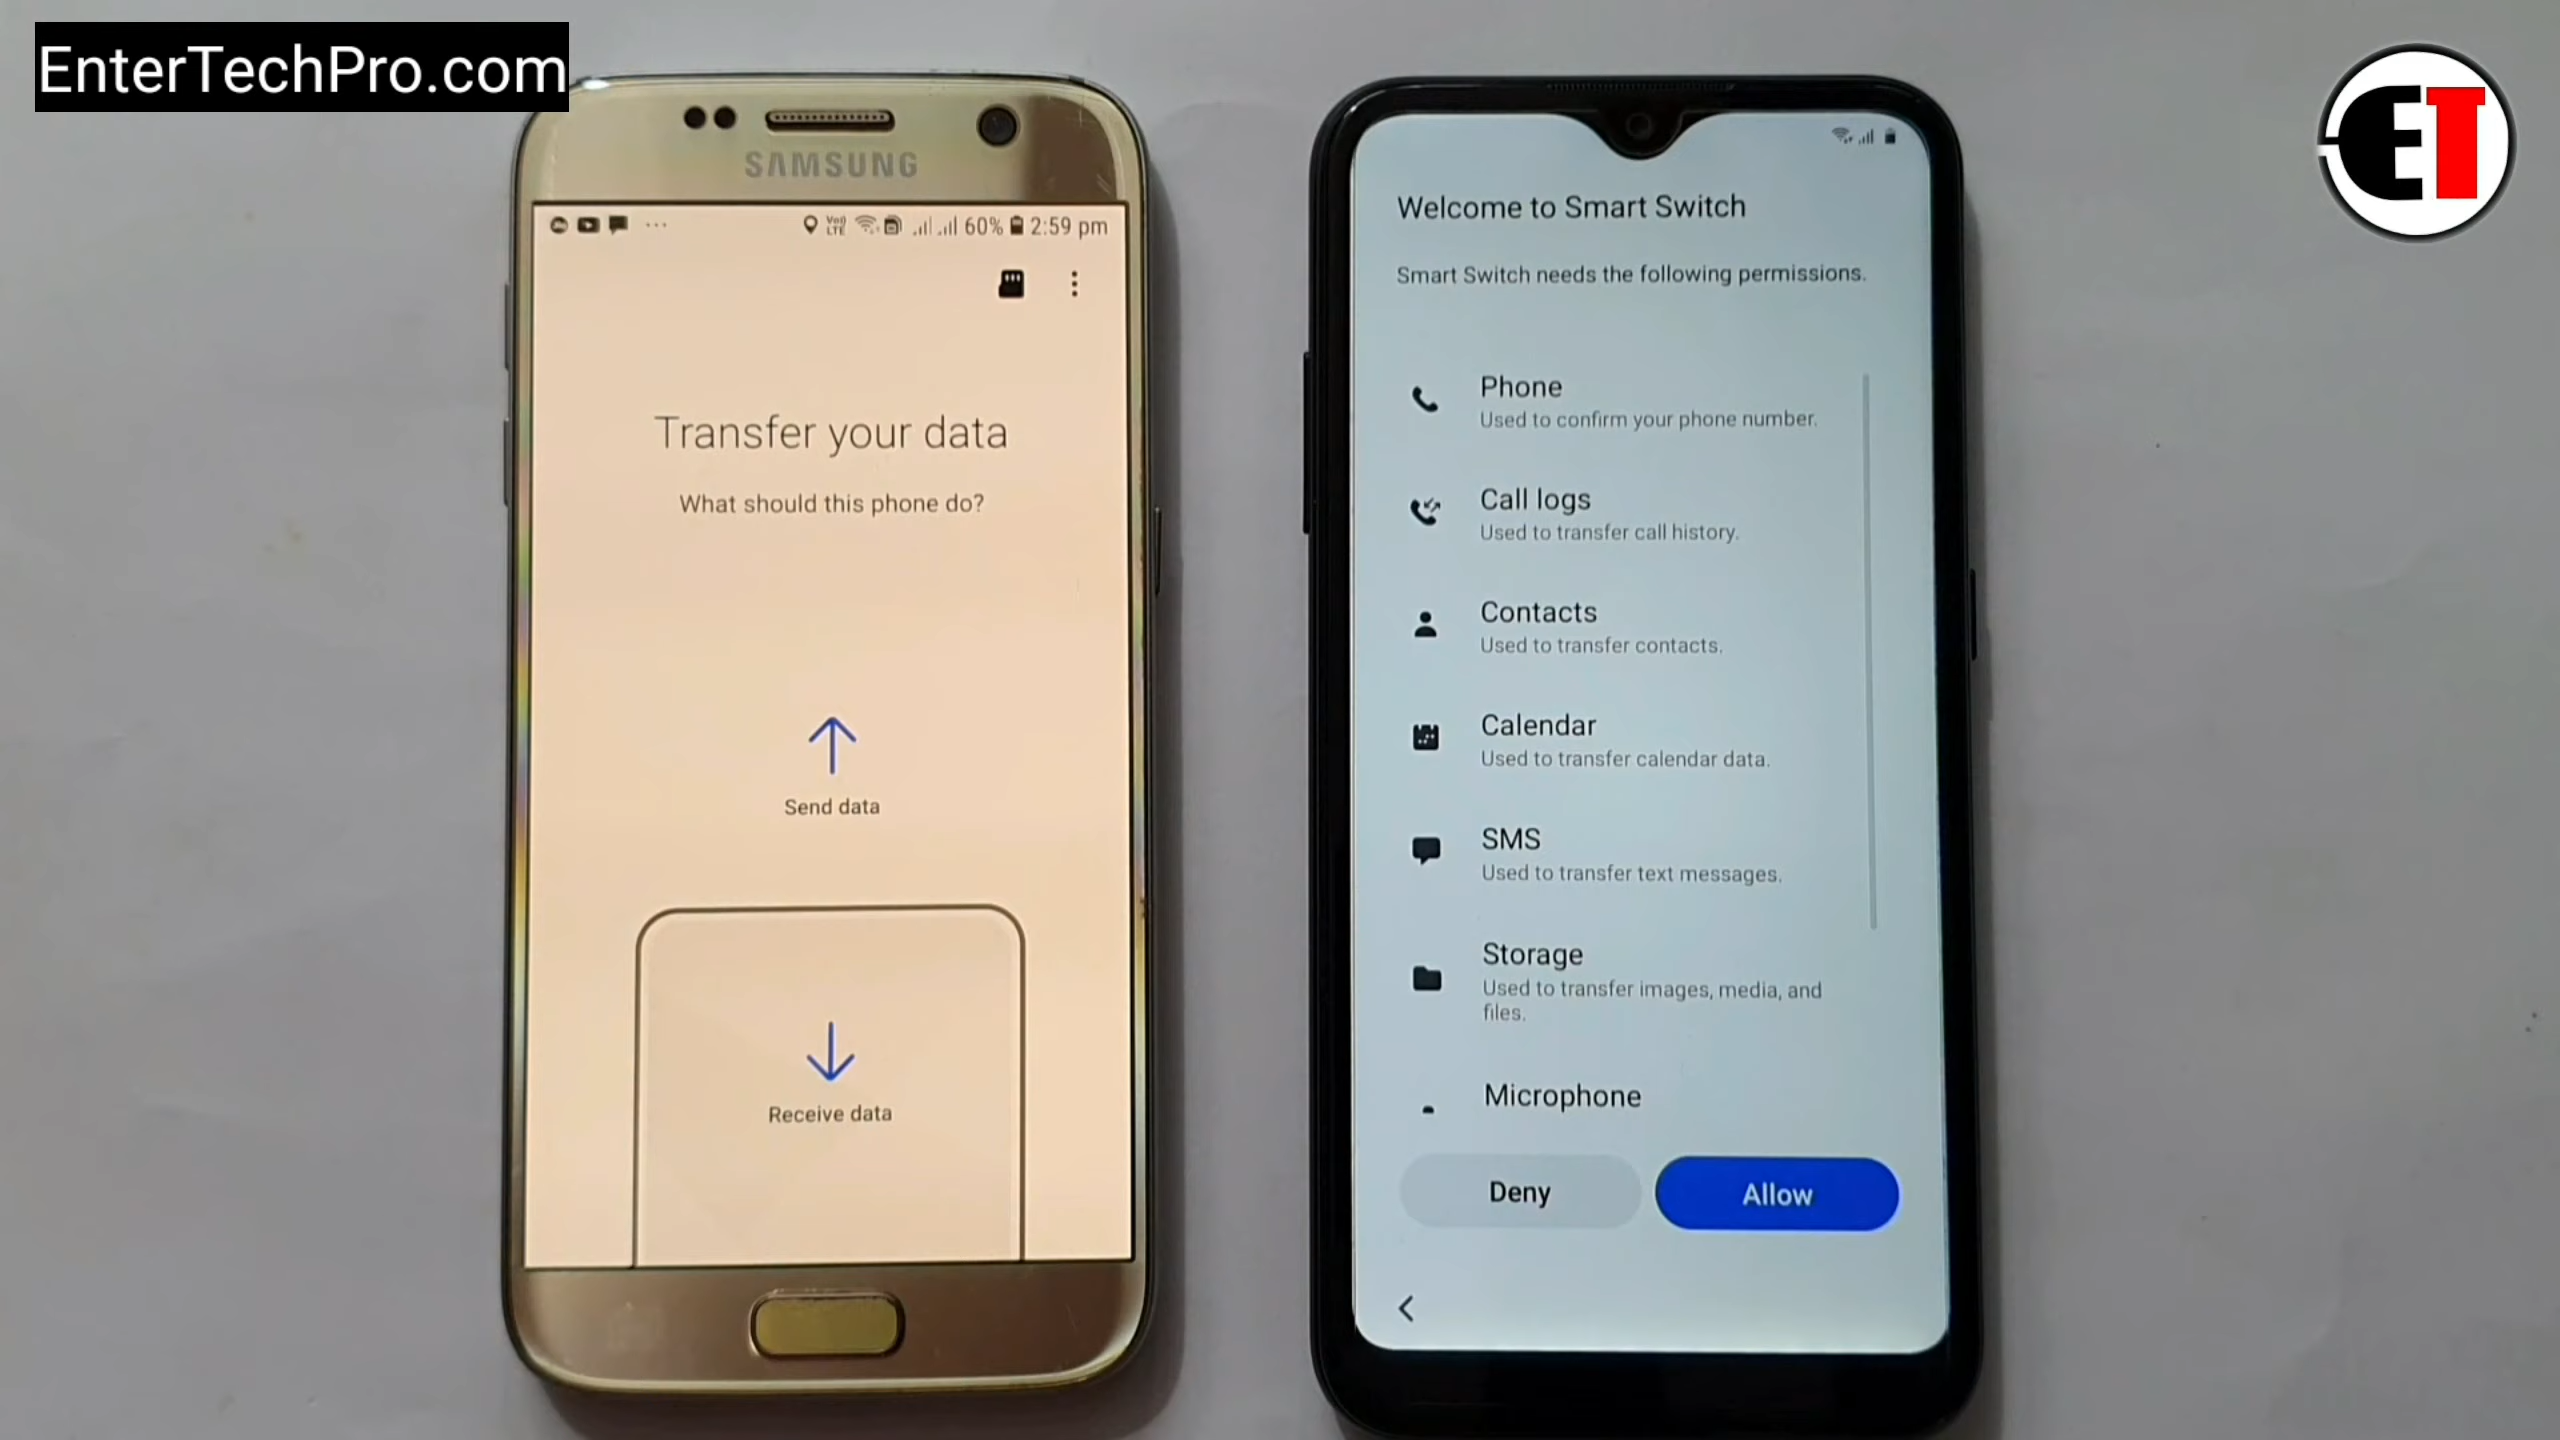 EnterTechPro.com
ET
SAMSUNG
Vo)) LTE 60% 2:59 pm
Transfer your data
What should this phone do?
Send data
Receive data
Welcome to Smart Switch
Smart Switch needs the following permissions.
Phone
Used to confirm your phone number.
Call logs
Used to transfer call history.
Contacts
Used to transfer contacts.
Calendar
Used to transfer calendar data.
SMS
Used to transfer text messages.
Storage
Used to transfer images, media, and
files.
Microphone
Deny
Allow